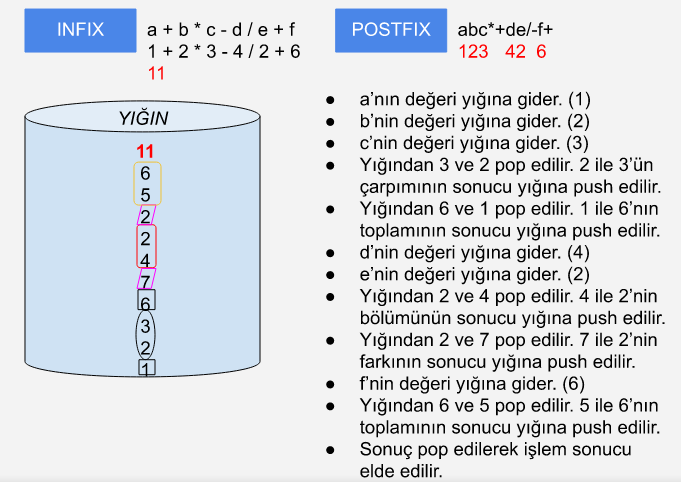 INFIX
a + b * c - d / e + f
1 + 2 * 3 - 4 / 2 + 6
11
POSTFIX
abc*+de/-f+
123 42 6
YIĞIN
11
6
5
2
2
4
7
6
3
2
1
● a’nın değeri yığına gider. (1)
● b’nin değeri yığına gider. (2)
● c’nin değeri yığına gider. (3)
● Yığından 3 ve 2 pop edilir. 2 ile 3’ün
çarpımının sonucu yığına push edilir.
● Yığından 6 ve 1 pop edilir. 1 ile 6’nın
toplamının sonucu yığına push edilir.
● d’nin değeri yığına gider. (4)
● e’nin değeri yığına gider. (2)
● Yığından 2 ve 4 pop edilir. 4 ile 2’nin
bölümünün sonucu yığına push edilir.
● Yığından 2 ve 7 pop edilir. 7 ile 2’nin
farkının sonucu yığına push edilir.
● f’nin değeri yığına gider. (6)
● Yığından 6 ve 5 pop edilir. 5 ile 6’nın
toplamının sonucu yığına push edilir.
● Sonuç pop edilerek işlem sonucu
elde edilir.